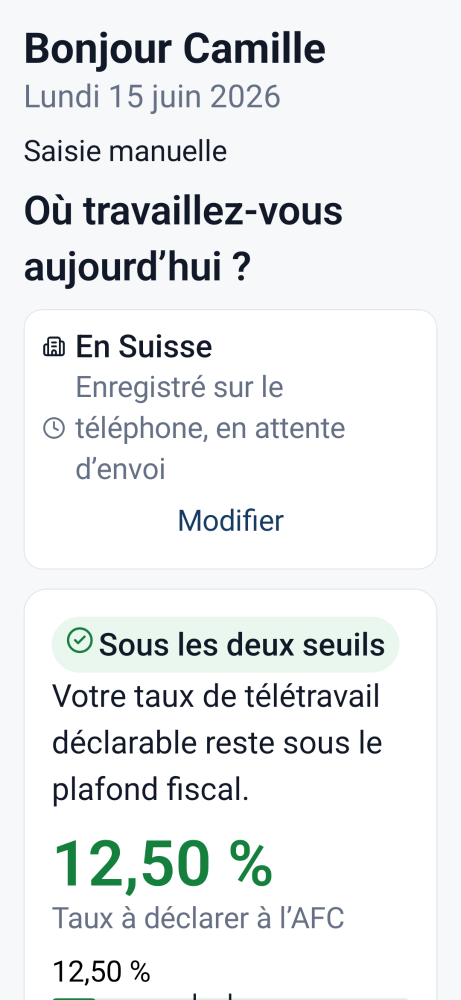 Bonjour Camille
Lundi 15 juin 2026
Saisie manuelle
Où travaillez-vous
aujourd’hui ?
En Suisse
Enregistré sur le
téléphone, en attente
d’envoi
Modifier
Sous les deux seuils
Votre taux de télétravail
déclarable reste sous le
plafond fiscal.
12,50 %
Taux à déclarer à l’AFC
12,50 %